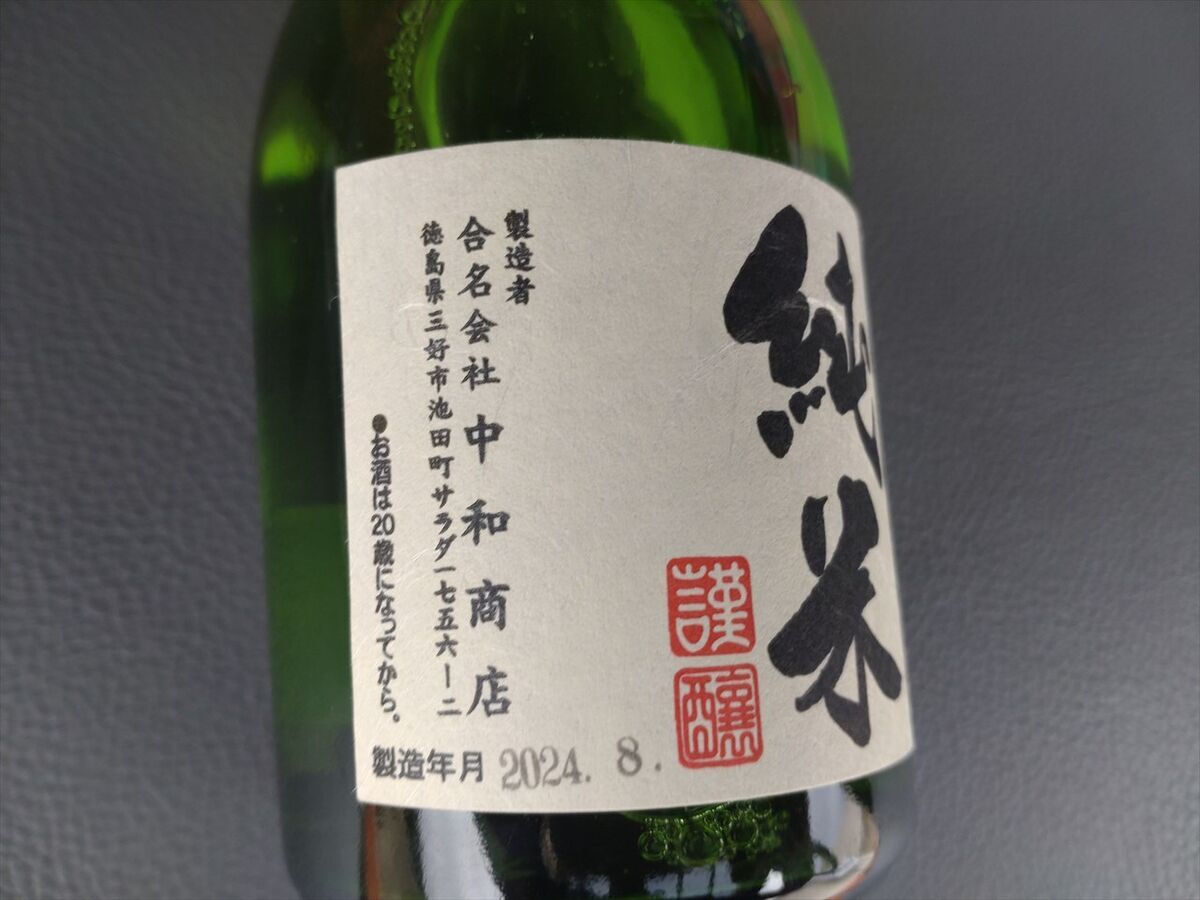 純米
謹醸
製造者
合名会社中和商店
徳島県三好市池田町サラダ一七五六ー二
●お酒は20歳になってから。
製造年月 2024. 8.